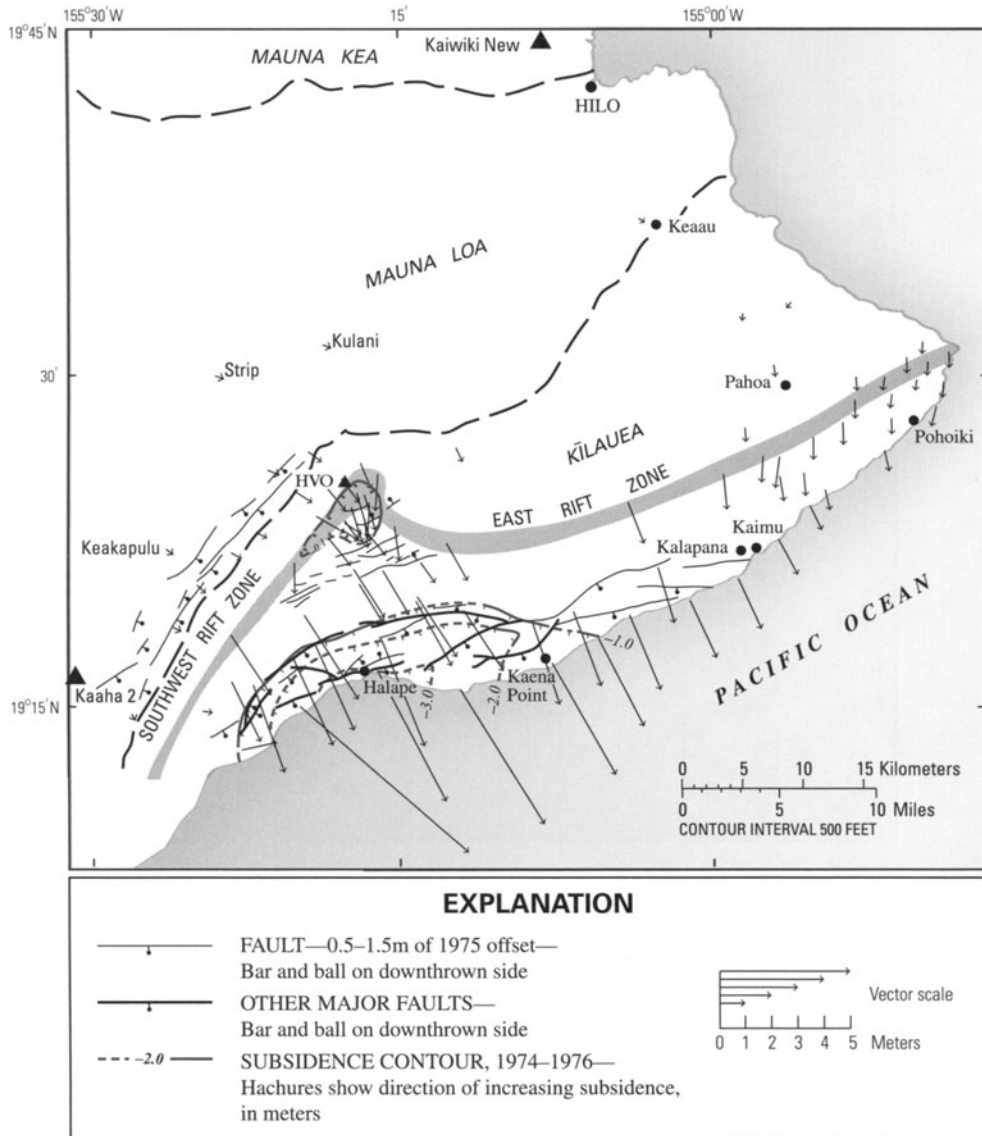 155°30'W
15'
155°00'W
19°45'N
Kaiwiki New
MAUNA KEA
HILO
Keaau
MAUNA LOA
Kulani
Strip
30'
Pahoa
Pohoiki
KĪLAUEA
HVO
EAST RIFT ZONE
Keakapulu
Kaimu
Kalapana
SOUTHWEST RIFT ZONE
PACIFIC OCEAN
-1.0
Kaena
Point
Halape
-3.0
-2.0
Kaaha 2
19°15'N
0 5 10 15 Kilometers
0 5 10 Miles
CONTOUR INTERVAL 500 FEET
EXPLANATION
FAULT—0.5–1.5m of 1975 offset—
Bar and ball on downthrown side
OTHER MAJOR FAULTS—
Bar and ball on downthrown side
-2.0
SUBSIDENCE CONTOUR, 1974–1976—
Hachures show direction of increasing subsidence,
in meters
Vector scale
0 1 2 3 4 5 Meters